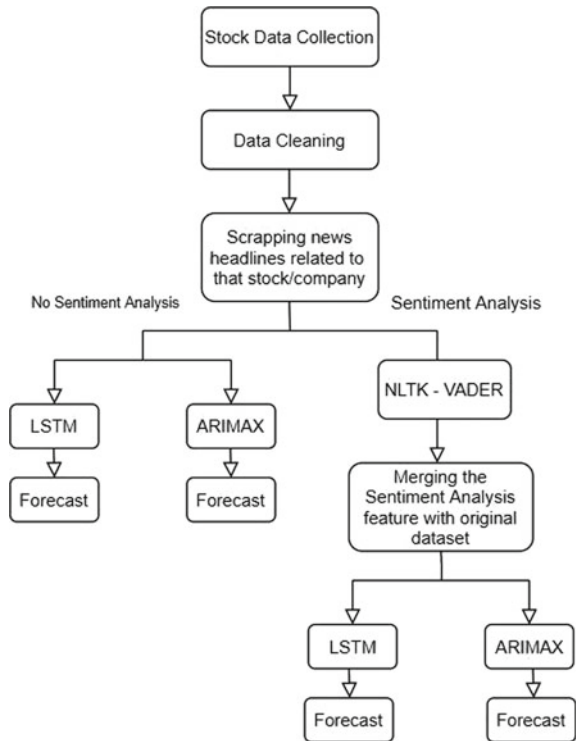 Stock Data Collection
Data Cleaning
Scrapping news
headlines related to
that stock/company
No Sentiment Analysis
Sentiment Analysis
NLTK - VADER
LSTM
ARIMAX
Forecast
Forecast
Merging the
Sentiment Analysis
feature with original
dataset
LSTM
ARIMAX
Forecast
Forecast